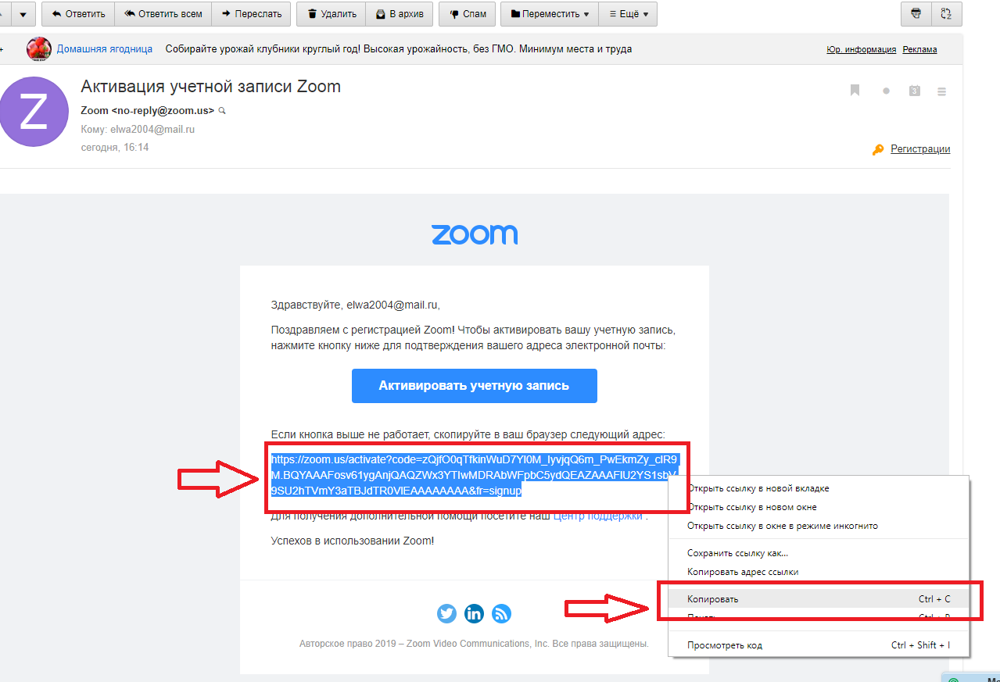 Ответить
Ответить всем
Переслать
Удалить
В архив
Спам
Переместить
Ещё
Домашняя ягодница
Собирайте урожай клубники круглый год! Высокая урожайность, без ГМО. Минимум места и труда
Юр. информация
Реклама
Z
Активация учетной записи Zoom
3
Zoom <no-reply@zoom.us>
Кому: elwa2004@mail.ru
сегодня, 16:14
Регистрации
zoom
Здравствуйте, elwa2004@mail.ru,
Поздравляем с регистрацией Zoom! Чтобы активировать вашу учетную запись,
нажмите кнопку ниже для подтверждения вашего адреса электронной почты:
Активировать учетную запись
Если кнопка выше не работает, скопируйте в ваш браузер следующий адрес:
https://zoom.us/activate?code=zQjfO0qTfkinWuD7YI0M_IyvjqQ6m_PwEkmZy_cIR9
M.BQYAAAFosv61ygAnjQAQZWx3YTIwMDRAbWFpbC5ydQEAZAAAFIU2YS1sbV
9SU2hTVmY3aTBJdTR0VlEAAAAAAAA&fr=signup
Для получения дополнительной помощи посетите наш Центр поддержки .
Успехов в использовании Zoom!
Открыть ссылку в новой вкладке
Открыть ссылку в новом окне
Открыть ссылку в окне в режиме инкогнито
Сохранить ссылку как...
Копировать адрес ссылки
Копировать Ctrl + C
Печать Ctrl + P
Просмотреть код Ctrl + Shift + I
in
Авторское право 2019 – Zoom Video Communications, Inc. Все права защищены.